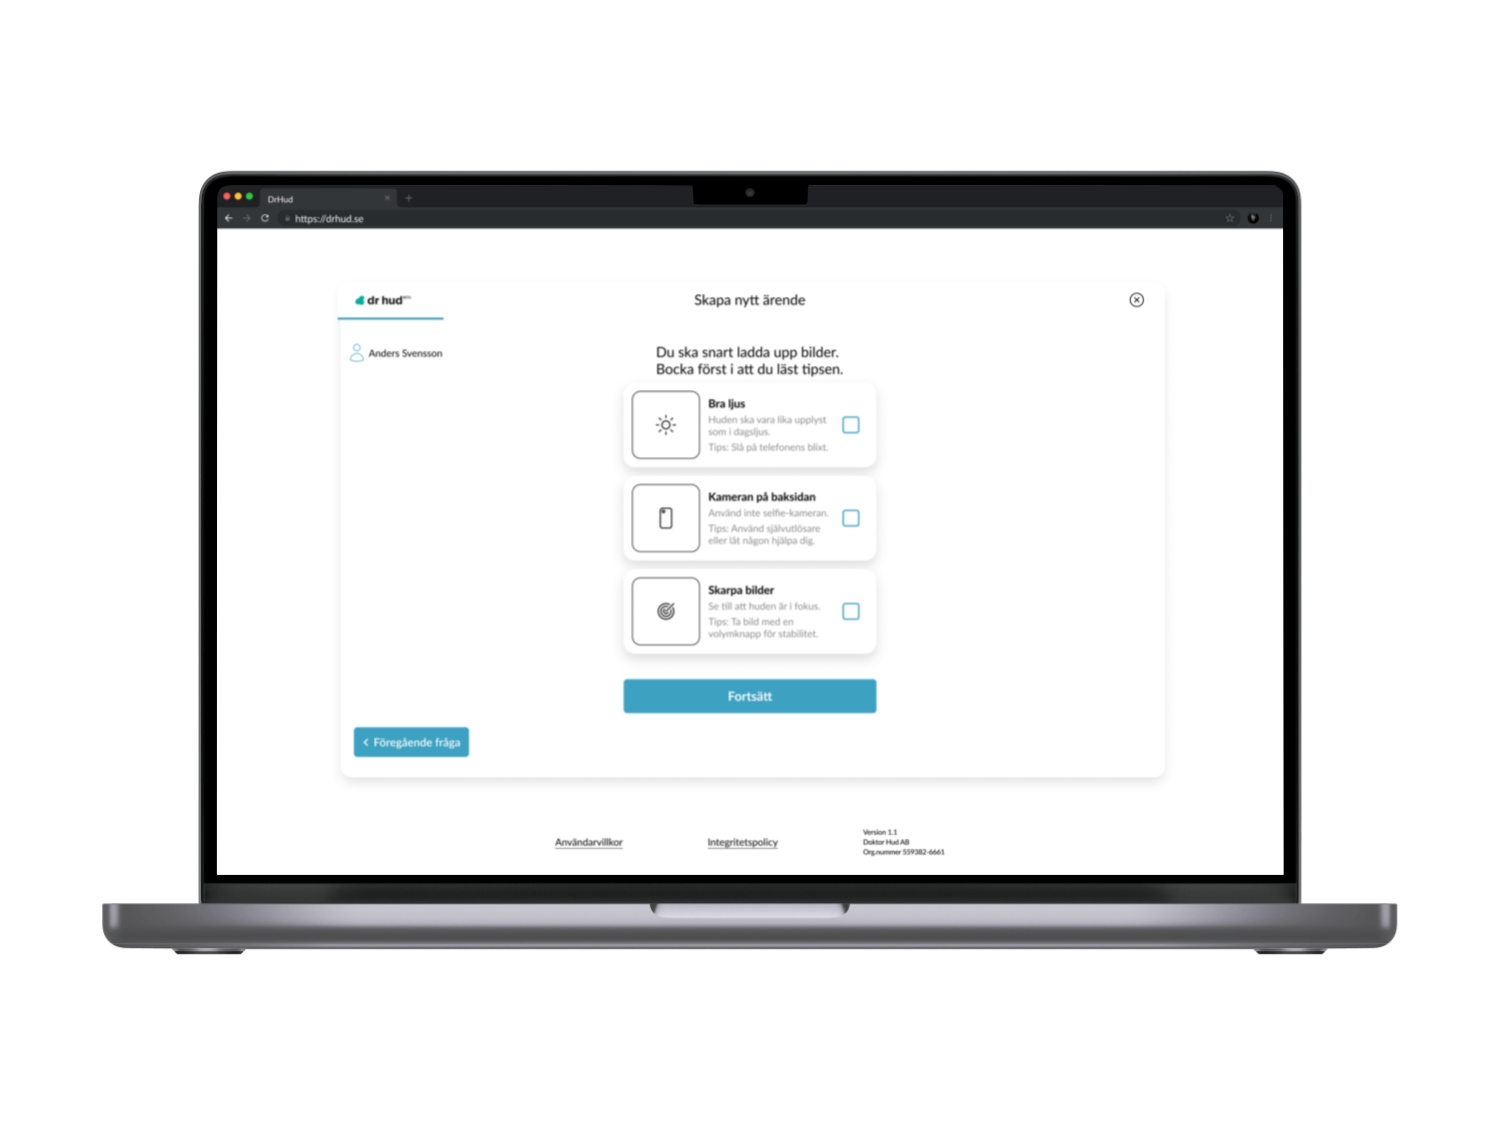 DrHud
https://drhud.se
dr hud
Skapa nytt ärende
Anders Svensson
Du ska snart ladda upp bilder.
Bocka först i att du läst tipsen.
Bra ljus
Huden ska vara lika upplyst
som i dagsljus.
Tips: Slå på telefonens blixt.
Kameran på baksidan
Använd inte selfie-kameran.
Tips: Använd självutlösare
eller låt någon hjälpa dig.
Skarpa bilder
Se till att huden är i fokus.
Tips: Ta bild med en
volymknapp för stabilitet.
Fortsätt
Föregående fråga
Användarvillkor
Integritetspolicy
Version 1.1
Doktor Hud AB
Org.nummer 559382-6661